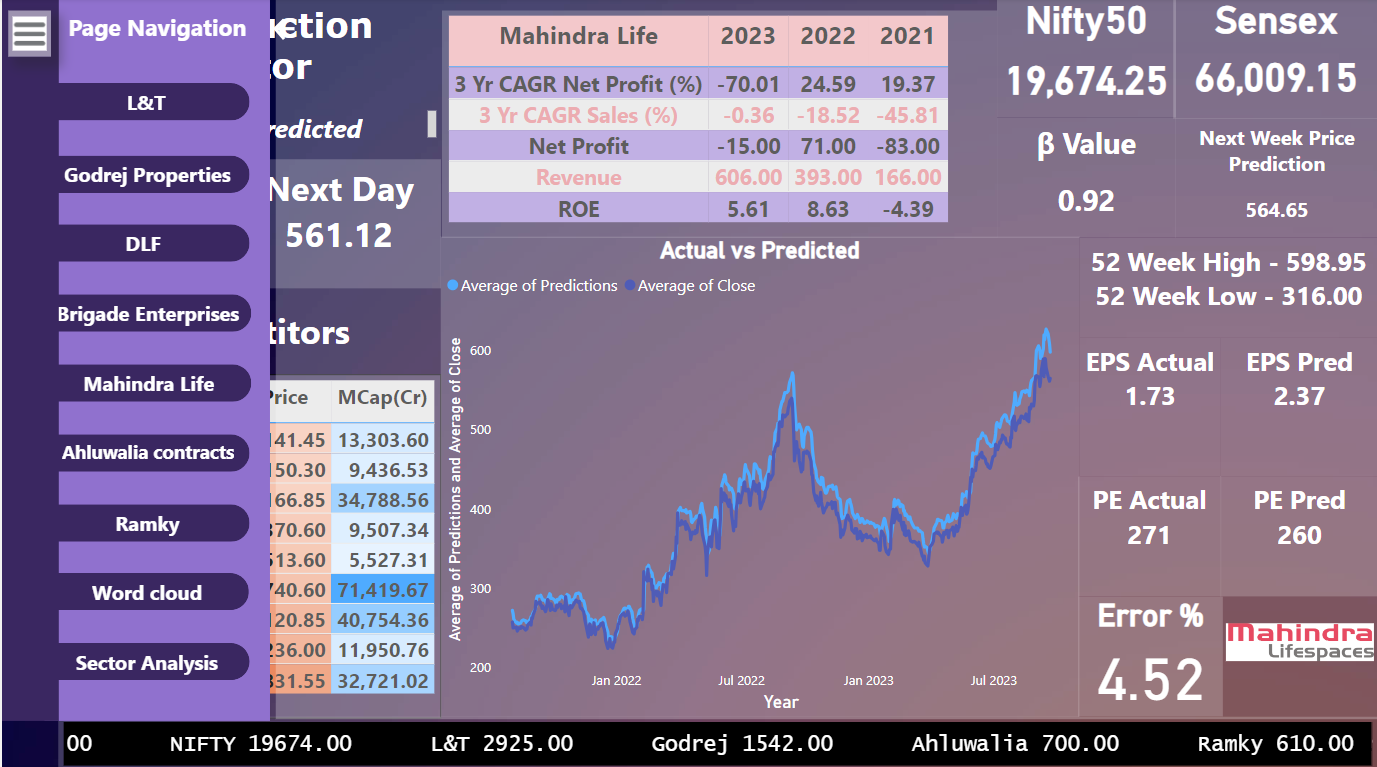 Page Navigation
L&T
Godrej Properties
DLF
Brigade Enterprises
Mahindra Life
Ahluwalia contracts
Ramky
Word cloud
Sector Analysis
ction
or
redicted
Next Day
561.12
titors
Price MCap(Cr)
141.45 13,303.60
150.30 9,436.53
166.85 34,788.56
370.60 9,507.34
513.60 5,527.31
740.60 71,419.67
120.85 40,754.36
236.00 11,950.76
331.55 32,721.02
Mahindra Life 2023 2022 2021
3 Yr CAGR Net Profit (%) -70.01 24.59 19.37
3 Yr CAGR Sales (%) -0.36 -18.52 -45.81
Net Profit -15.00 71.00 -83.00
Revenue 606.00 393.00 166.00
ROE 5.61 8.63 -4.39
Actual vs Predicted
Average of Predictions Average of Close
Average of Predictions and Average of Close
600
500
400
300
200
Jan 2022 Jul 2022 Jan 2023 Jul 2023
Year
Nifty50
19,674.25
Sensex
66,009.15
β Value
0.92
Next Week Price
Prediction
564.65
52 Week High - 598.95
52 Week Low - 316.00
EPS Actual
1.73
EPS Pred
2.37
PE Actual
271
PE Pred
260
Error %
4.52
Mahindra
Lifespaces
00 NIFTY 19674.00 L&T 2925.00 Godrej 1542.00 Ahluwalia 700.00 Ramky 610.00